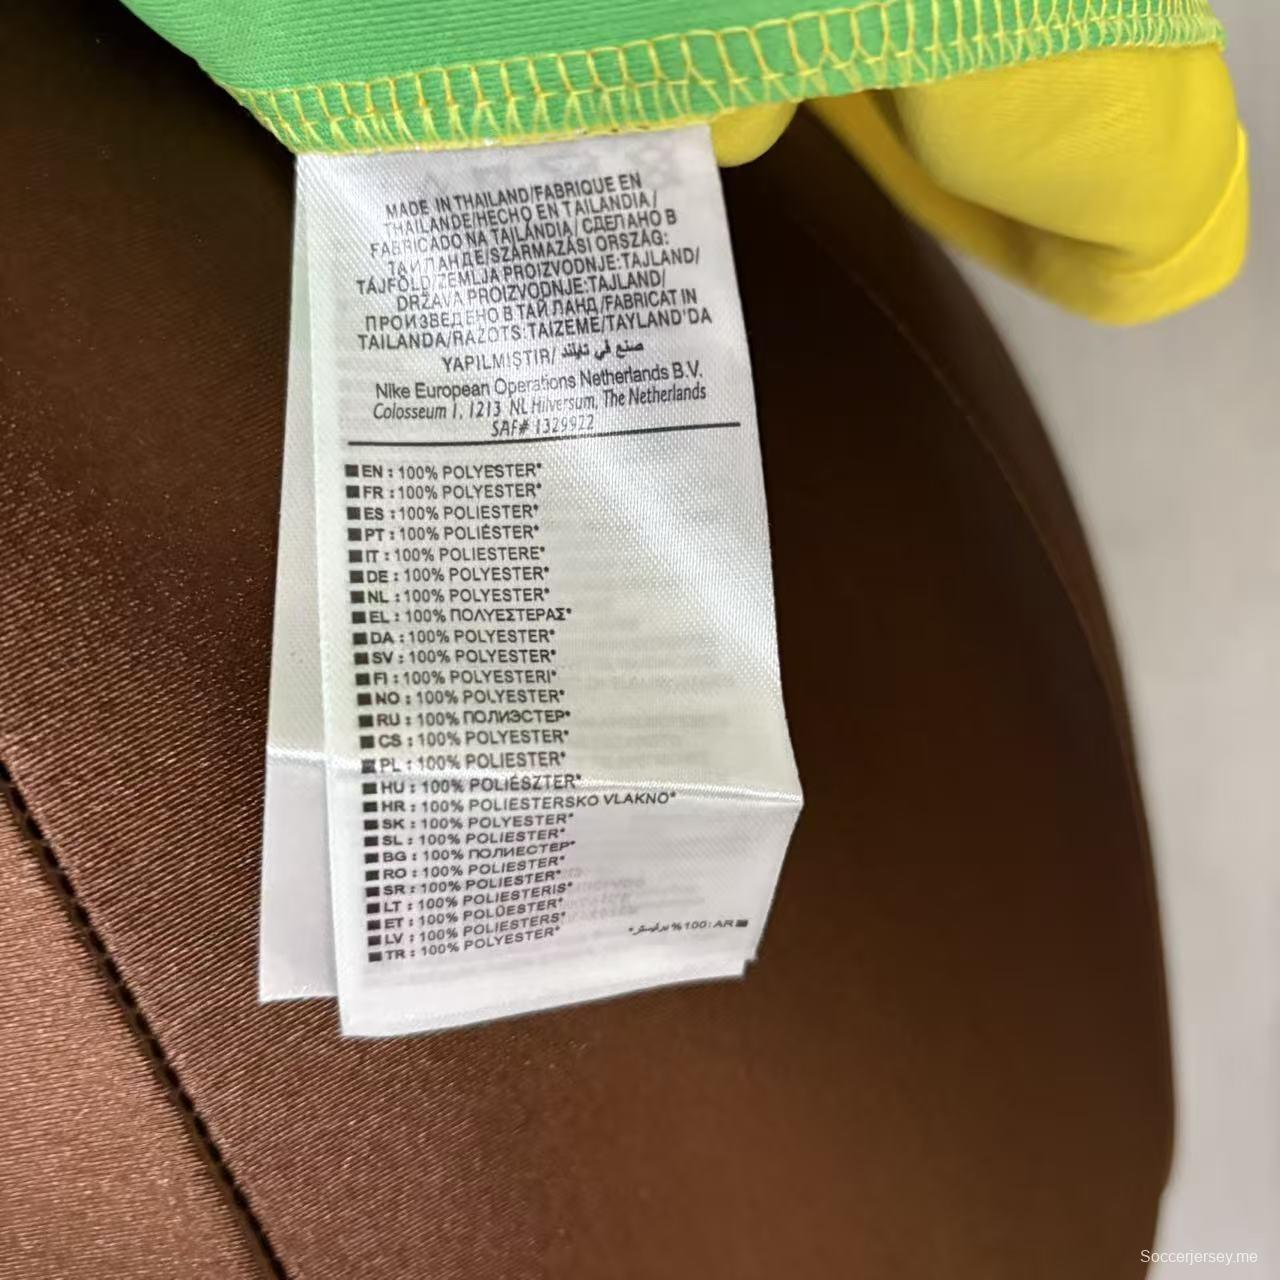 MADE IN THAILAND/FABRIQUE EN
THAILANDE/HECHO EN TAILANDIA/
FABRICADO NA TAILÂNDIA/ СДЕЛАНО В
ТАИЛАНДЕ/SZÁRMAZÁSI ORSZÁG:
TÁJFÖLD/ZEMLJA PROIZVODNJE:TAJLAND/
DRŽAVA PROIZVODNJE:TAJLAND/
ПРОИЗВЕДЕНО В ТАЙЛАНД/FABRICAT IN
TAILANDA/RAŽOTS:TAIZEME/TAYLAND'DA
YAPILMIŞTIR/ صنع في تايلند
Nike European Operations Netherlands B.V.
Colosseum 1, 1213 NL Hilversum, The Netherlands
SAF# 1329922
EN : 100% POLYESTER*
FR : 100% POLYESTER*
ES : 100% POLIESTER*
PT : 100% POLIÉSTER*
IT : 100% POLIESTERE*
DE : 100% POLYESTER*
NL : 100% POLYESTER*
EL : 100% ΠΟΛΥΕΣΤΕΡΑΣ*
DA : 100% POLYESTER*
SV : 100% POLYESTER*
FI : 100% POLYESTERI*
NO : 100% POLYESTER*
RU : 100% ПОЛИЭСТЕР*
CS : 100% POLYESTER*
PL : 100% POLIESTER*
HU : 100% POLIÉSZTER*
HR : 100% POLIESTERSKO VLAKNO*
SK : 100% POLYESTER*
SL : 100% POLIESTER*
BG : 100% ПОЛИЕСТЕР*
RO : 100% POLIESTER*
SR : 100% POLIESTER*
LT : 100% POLIESTERIS*
ET : 100% POLÜESTER*
LV : 100% POLIESTERS*
TR : 100% POLYESTER*
AR :100%
Soccerjersey.me